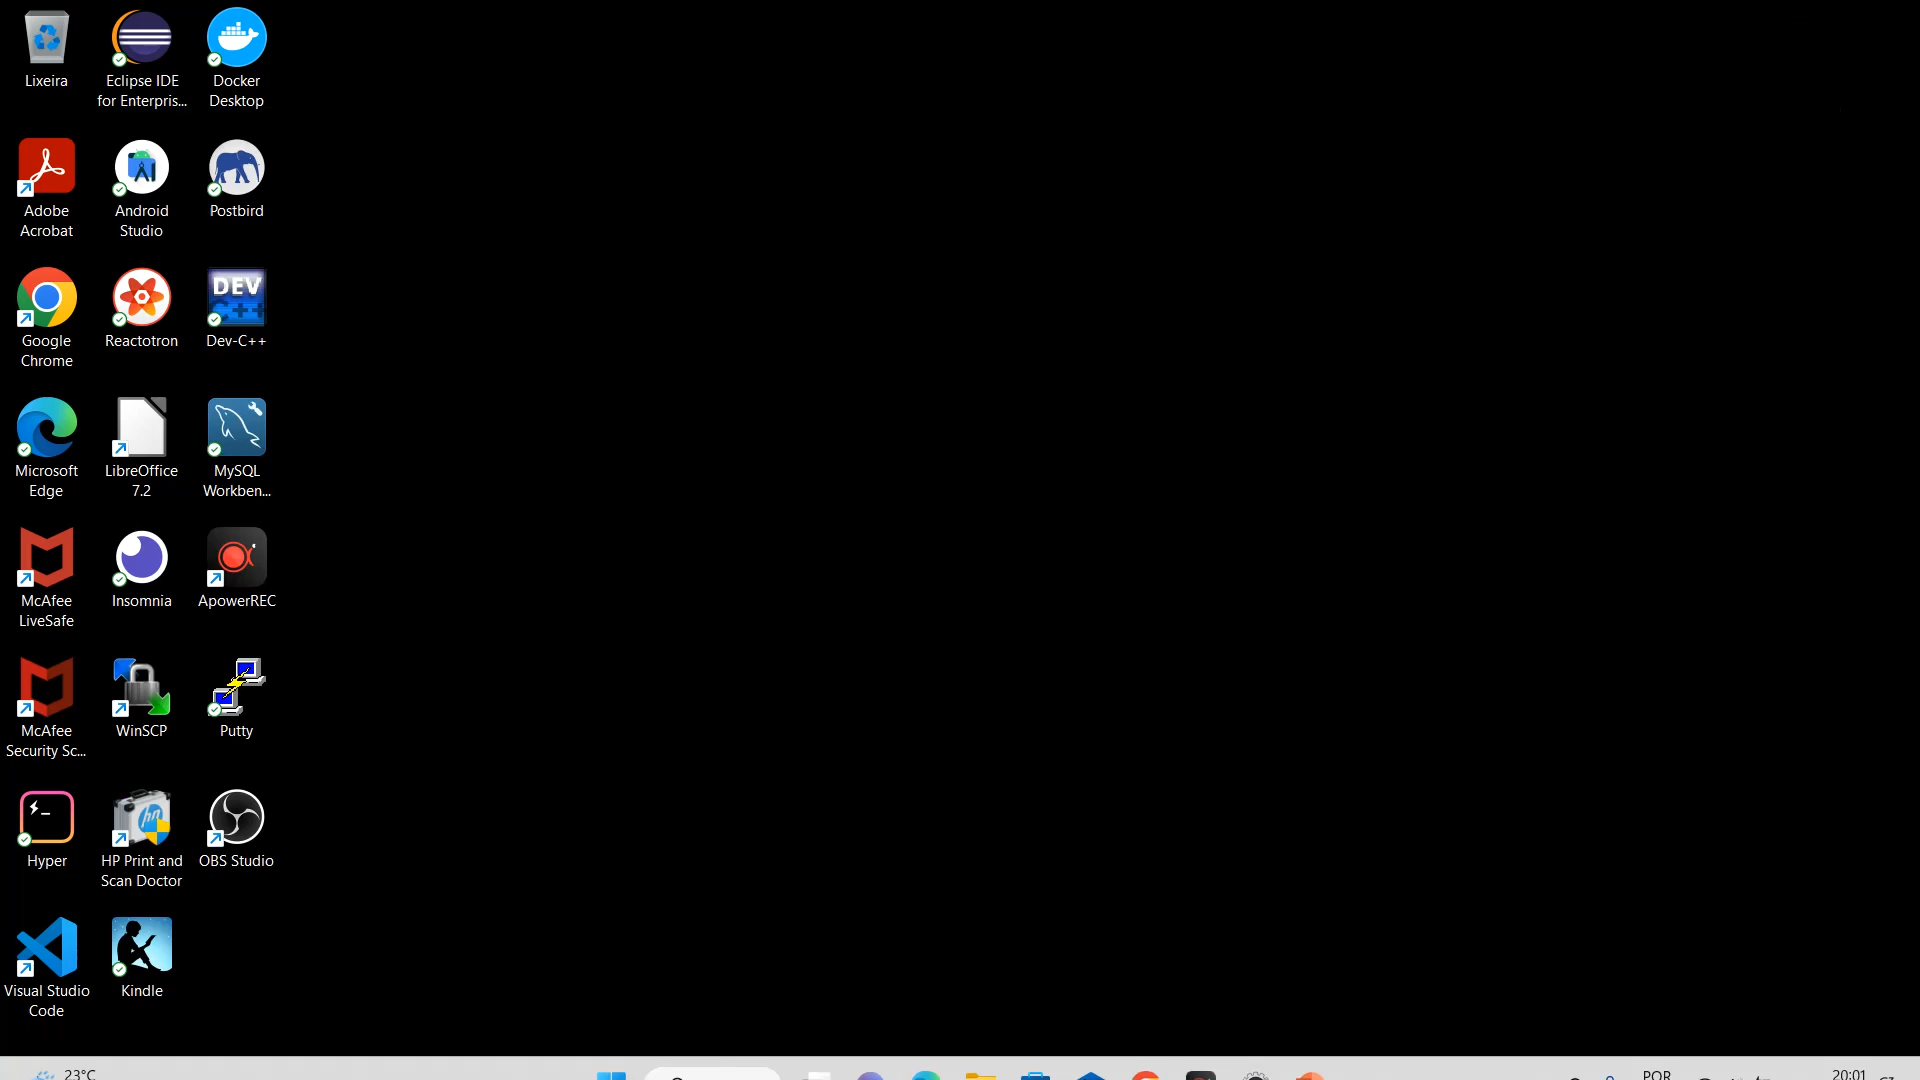 Lixeira
Eclipse IDE
for Enterpris...
Docker
Desktop
Adobe
Acrobat
Android
Studio
Postbird
Google
Chrome
Reactotron
DEV
C++
Dev-C++
Microsoft
Edge
LibreOffice
7.2
MySQL
Workben...
McAfee
LiveSafe
Insomnia
ApowerREC
McAfee
Security Sc...
WinSCP
Putty
Hyper
hp
HP Print and
Scan Doctor
OBS Studio
Visual Studio
Code
Kindle
23°C
POR
20:01